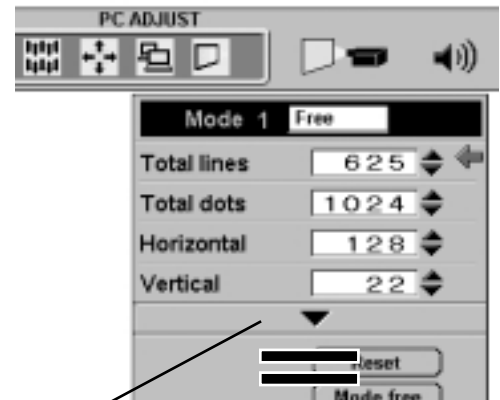 PC ADJUST
Mode 1 Free
Total lines 625
Total dots 1024
Horizontal 128
Vertical 22
Reset
Mode free